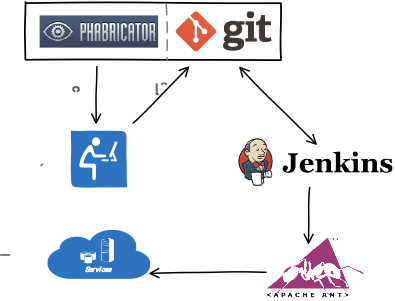 PHABRICATOR
git
Jenkins
Services
<APACHE ANT>